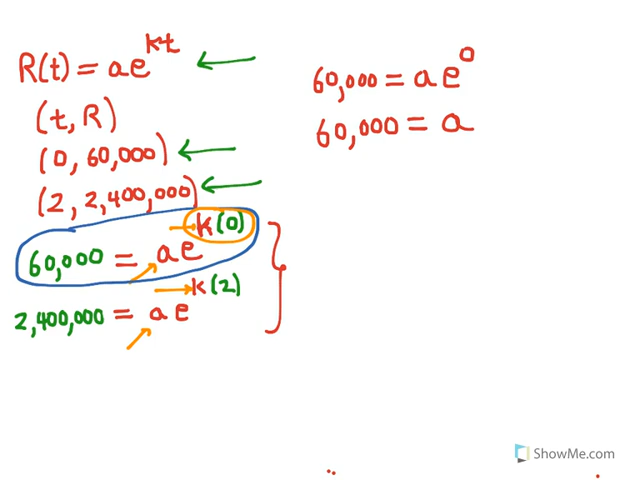 R(t) = ae^kt
(t, R)
(0, 60,000)
(2, 2,400,000)
60,000 = ae^k(0)
2,400,000 = ae^k(2)
60,000 = ae^0
60,000 = a
ShowMe.com